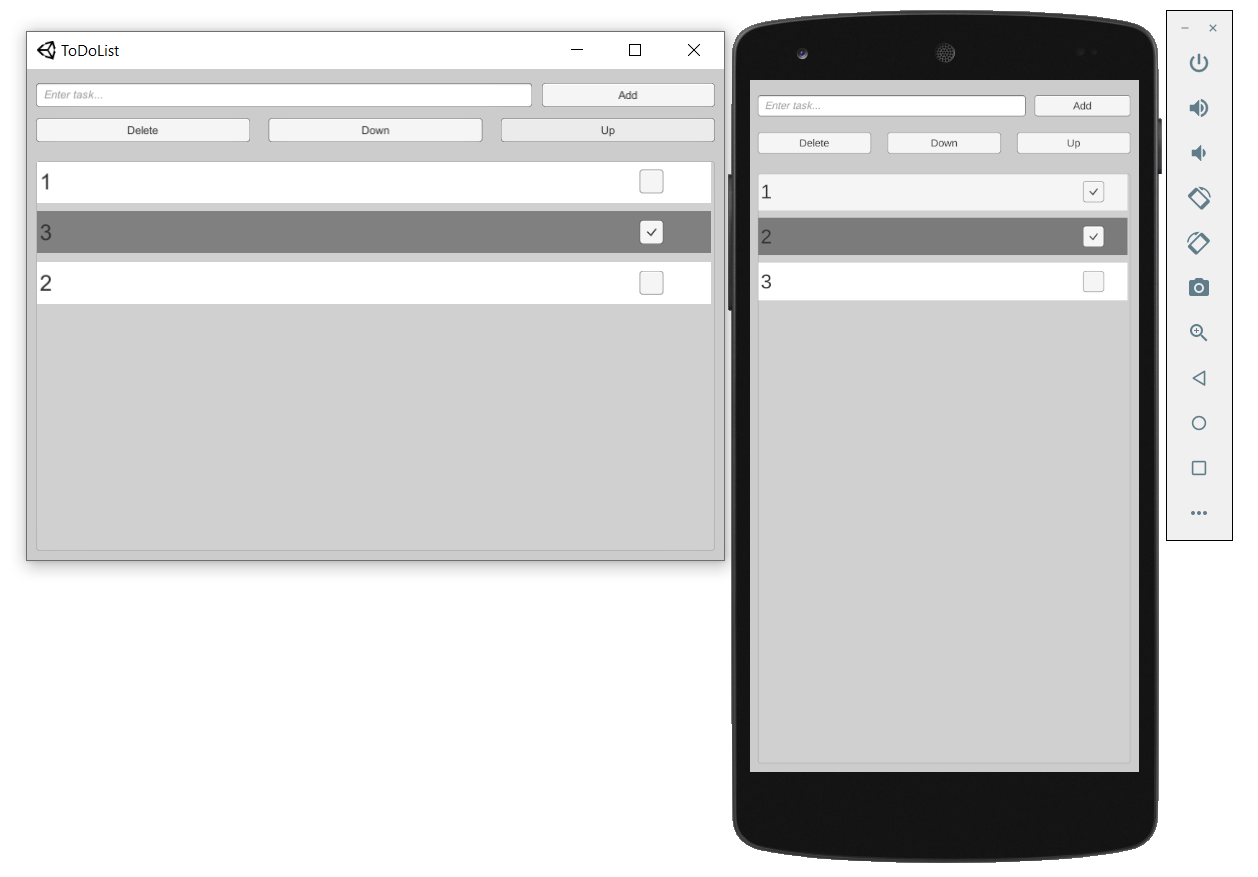 ToDoList
Enter task...
Add
Delete
Down
Up
1
3
2
Enter task...
Add
Delete
Down
Up
1
2
3